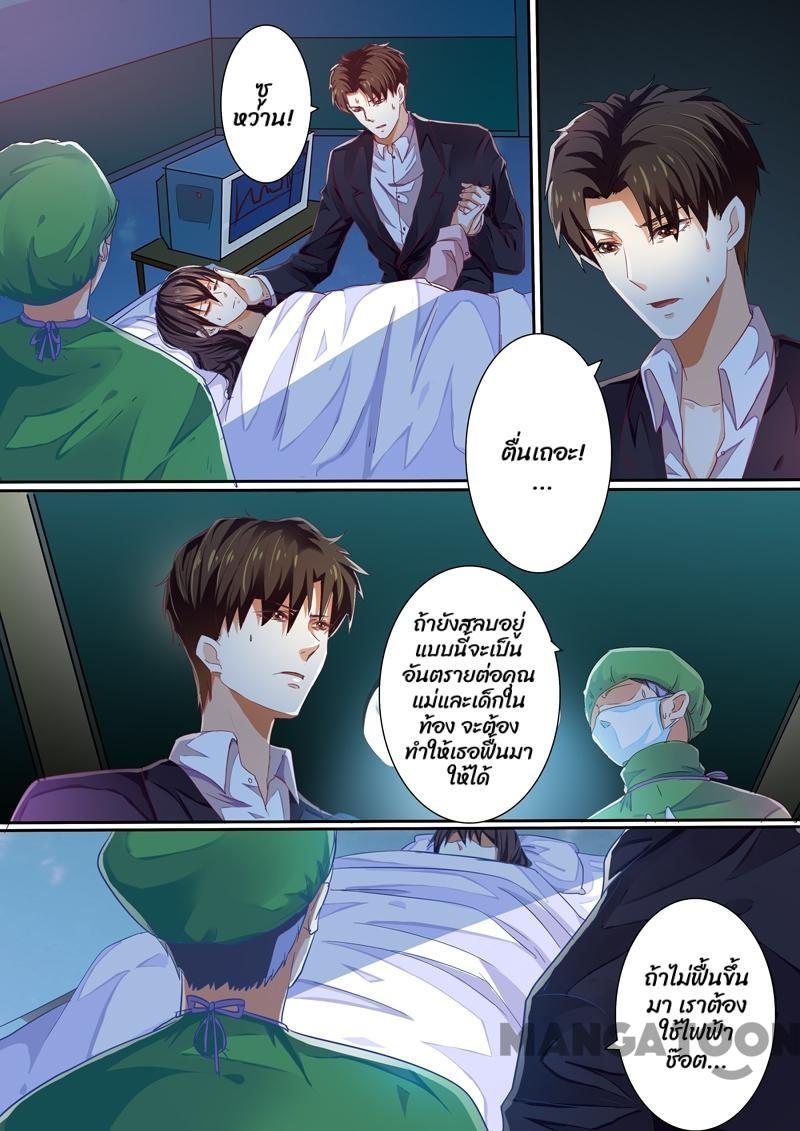 ซู
หว่าน!
ตื่นเถอะ!
...
ถ้ายังสลบอยู่
แบบนี้จะเป็น
อันตรายต่อคุณ
แม่และเด็กใน
ท้อง จะต้อง
ทำให้เธอฟื้นมา
ให้ได้
ถ้าไม่ฟื้นขึ้น
มา เราต้อง
ใช้ไฟฟ้า
ช๊อต...
MANGATOON